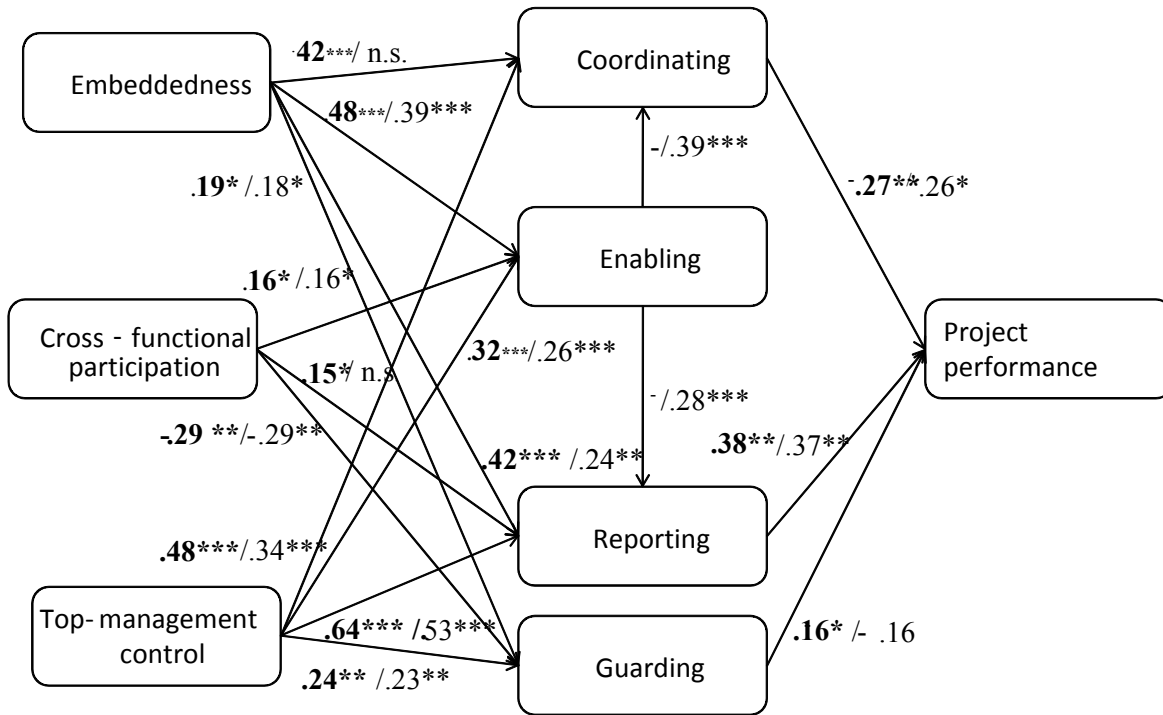 .42***/ n.s.
Coordinating
Embeddedness
.48***/.39***
-/.39***
.19* /.18*
-.27**.26*
Enabling
.16* /.16*
Cross - functional
participation
.32***/.26***
Project
performance
.15*/ n.s.
-/.28***
-.29 **/-.29**
.38**/.37**
.42*** /.24**
Reporting
.48***/.34***
Top- management
control
.64*** /.53***
.16* /- .16
Guarding
.24** /.23**